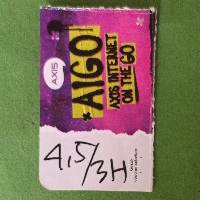 AXIS
AIGO!
AXIS INTERNET
ON THE GO
4,5/3H